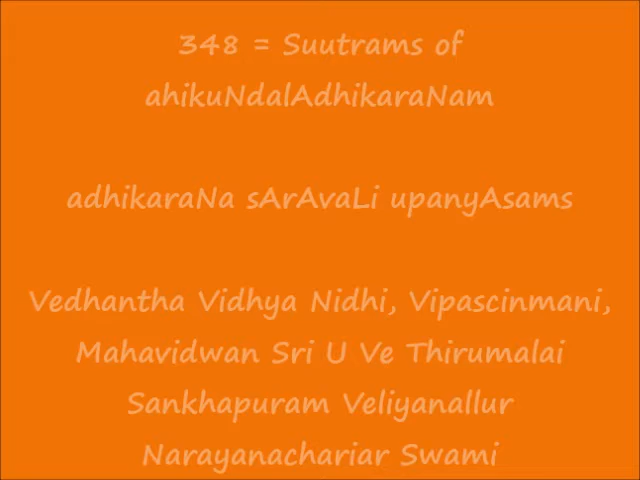 348 = Suutrams of
ahikuNdalAdhikaraNam
adhikaraNa sArAvaLi upanyAsams
Vedhantha Vidhya Nidhi, Vipascinmani,
Mahavidwan Sri U Ve Thirumalai
Sankhapuram Veliyanallur
Narayanachariar Swami